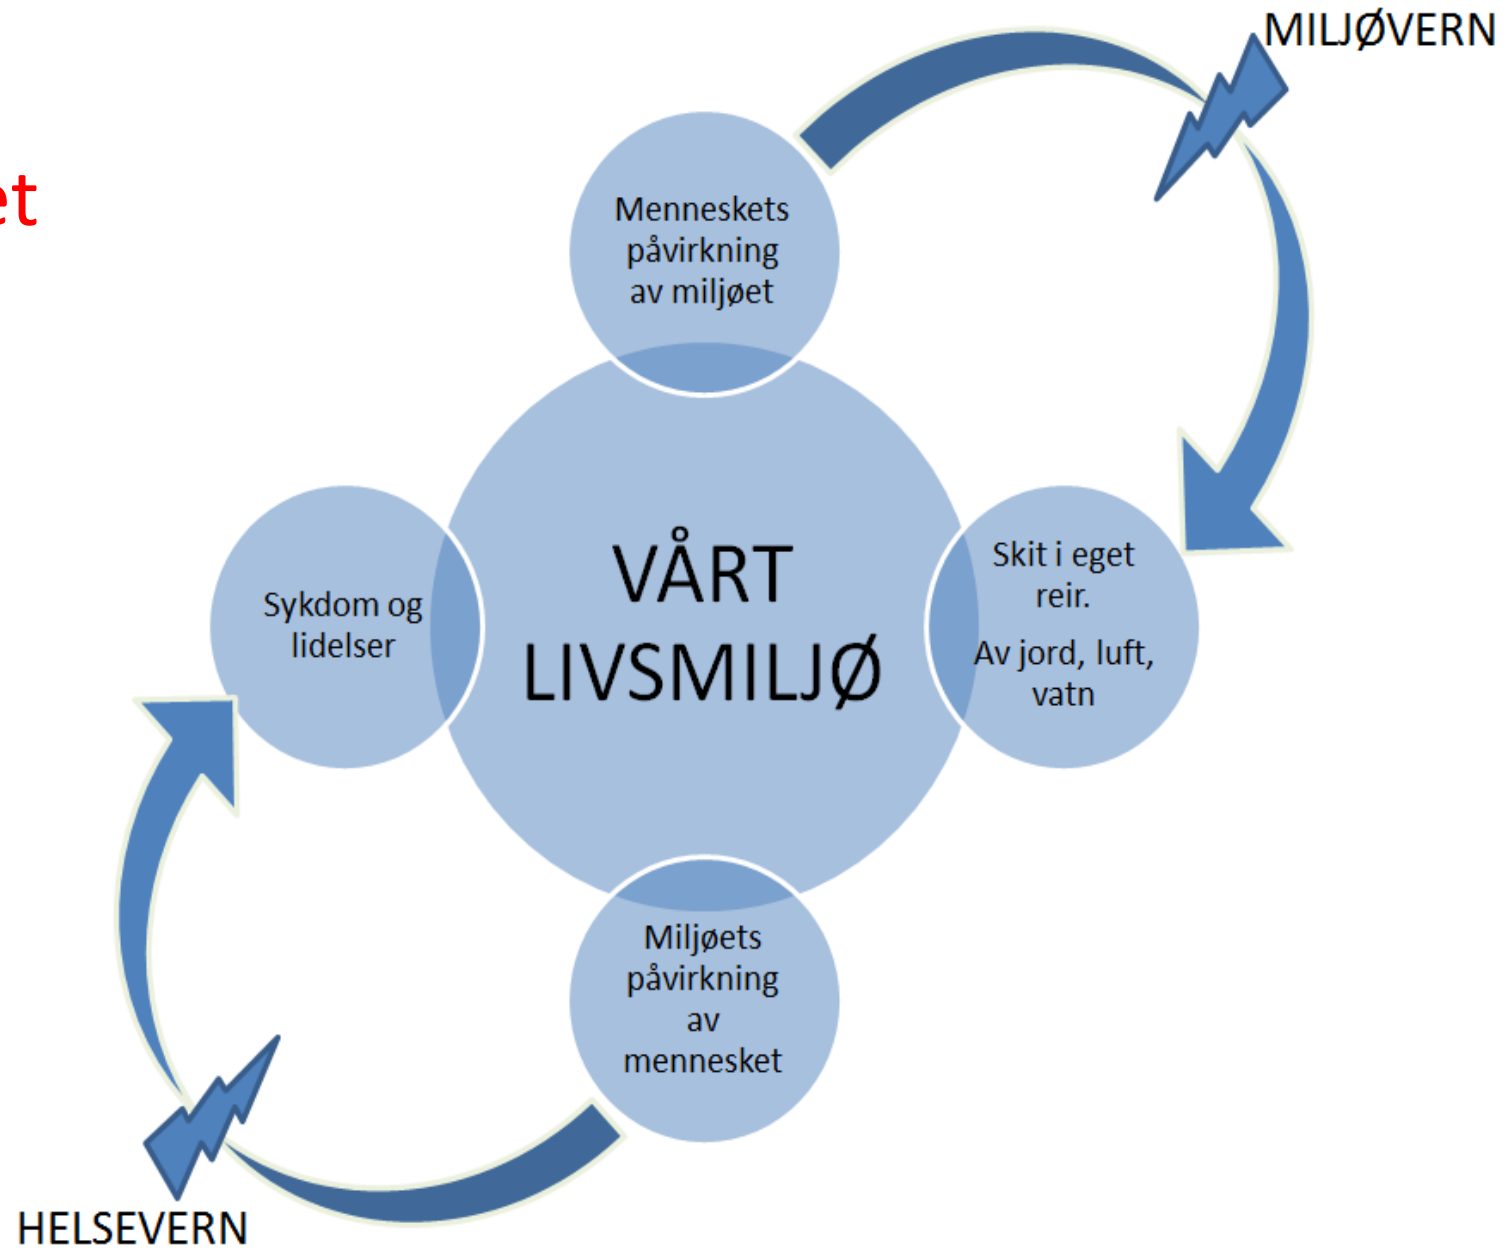 MILJØVERN
et
Menneskets
påvirkning
av miljøet
VÅRT
LIVSMILJØ
Skit i eget
reir.
Av jord, luft,
vatn
Sykdom og
lidelser
Miljøets
påvirkning
av
mennesket
HELSEVERN